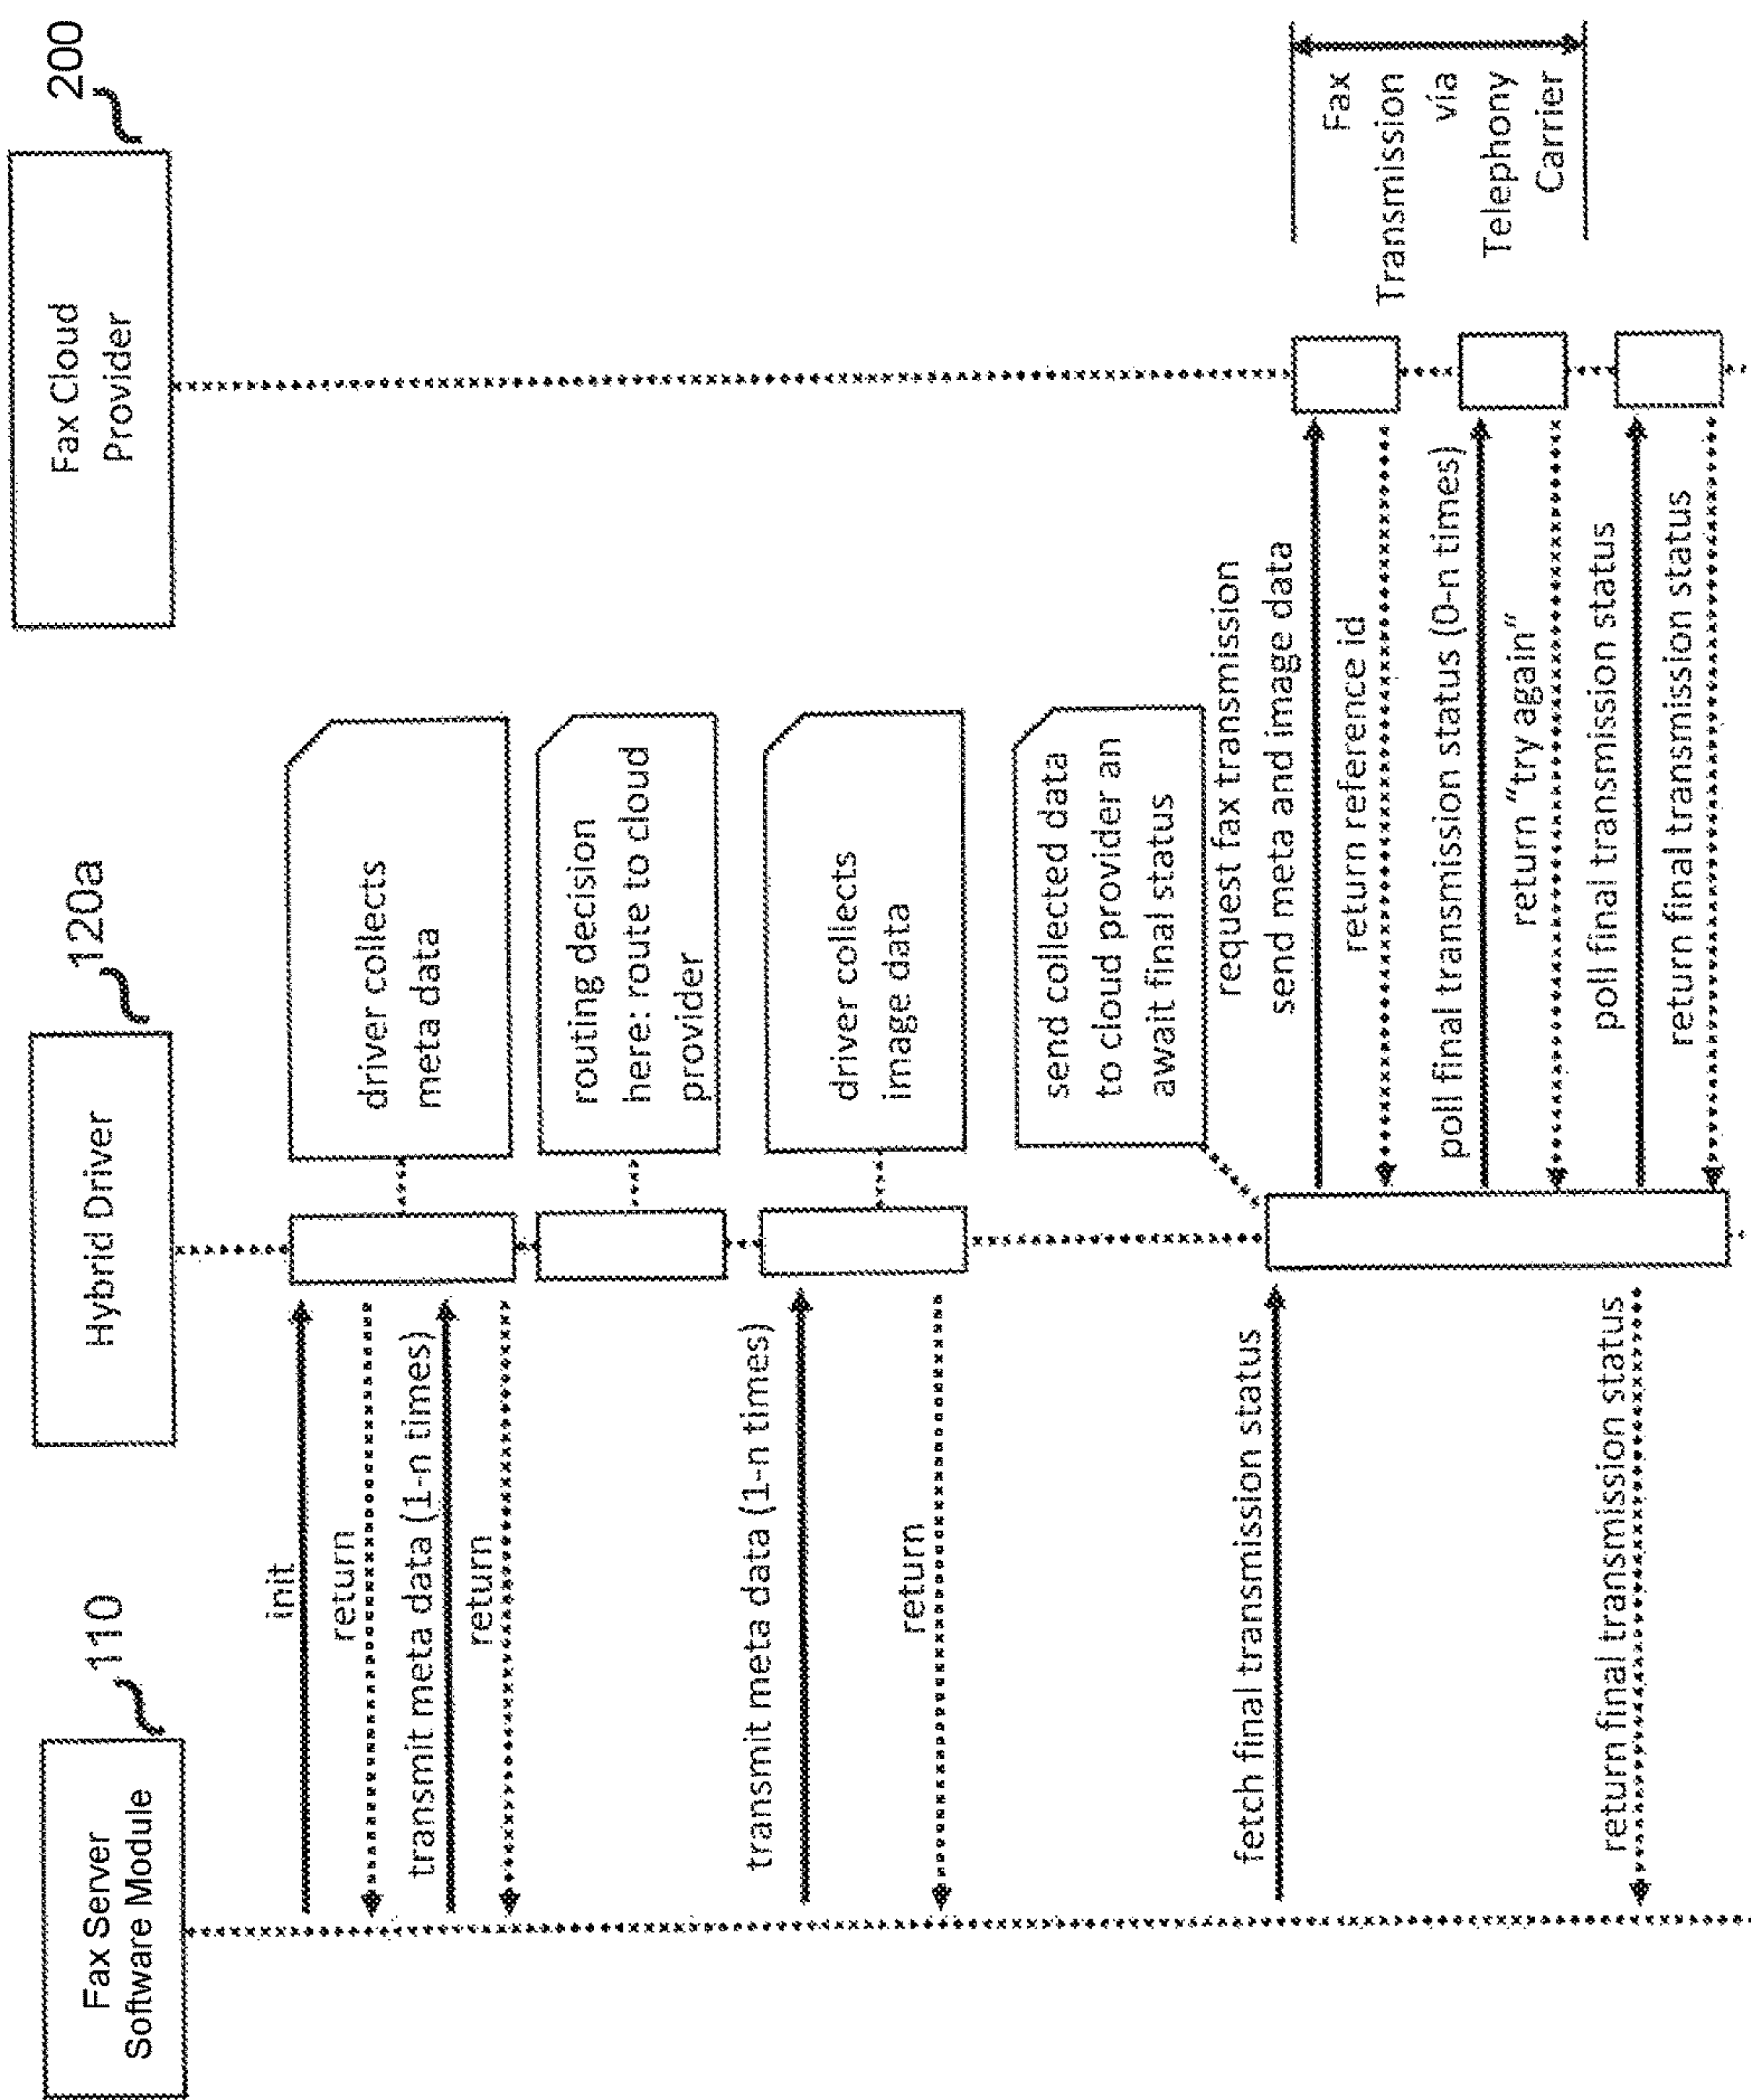 Fax Server
Software Module
110
Hybrid Driver
120a
Fax Cloud
Provider
200
init
return
transmit meta data (1-n times)
return
driver collects
meta data
routing decision
here: route to cloud
provider
transmit meta data (1-n times)
return
driver collects
image data
send collected data
to cloud provider an
await final status
fetch final transmission status
request fax transmission
send meta and image data
return reference id
poll final transmission status (0-n times)
return "try again"
poll final transmission status
return final transmission status
return final transmission status
Fax
Transmission
via
Telephony
Carrier